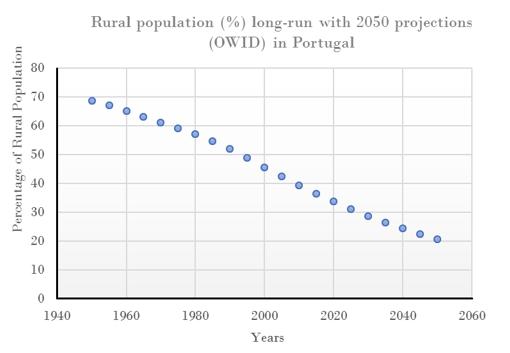 Rural population (%) long-run with 2050 projections
(OWID) in Portugal
Percentage of Rural Population
80
70
60
50
40
30
20
10
0
1940 1960 1980 2000 2020 2040 2060
Years